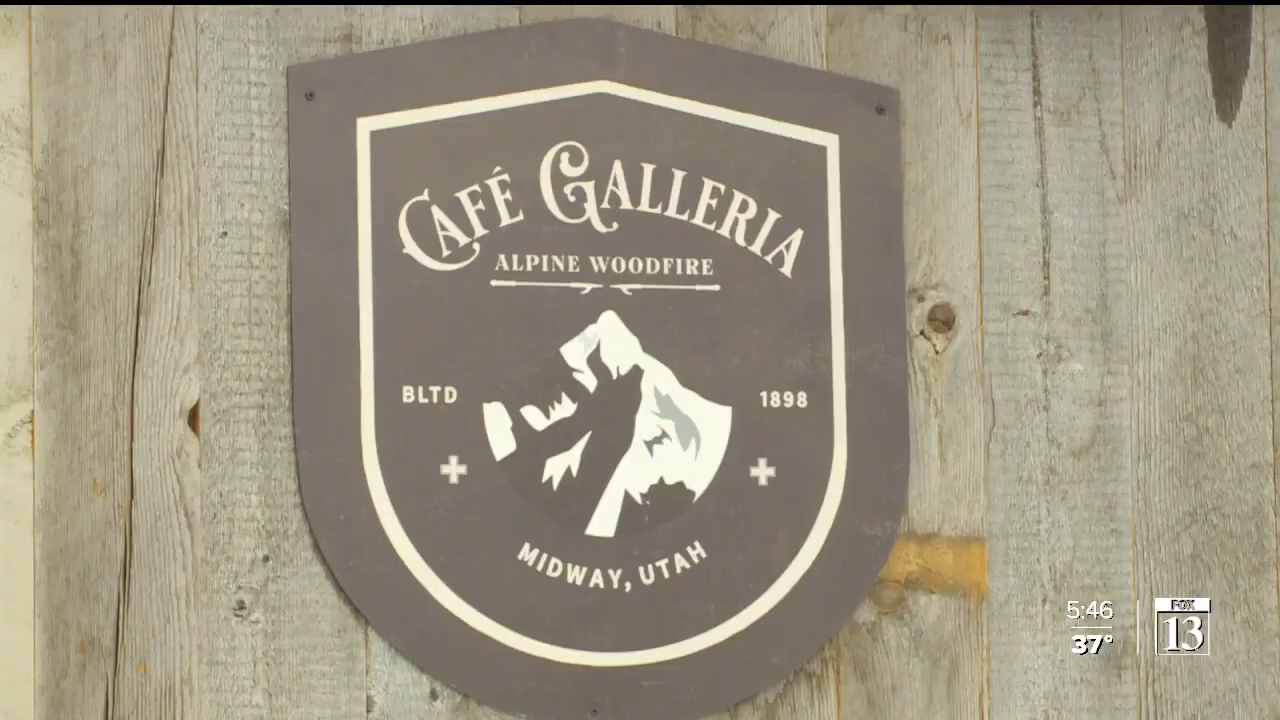 CAFÉ GALLERIA
ALPINE WOODFIRE
BLTD 1898
MIDWAY, UTAH
5:46
37°
FOX
13